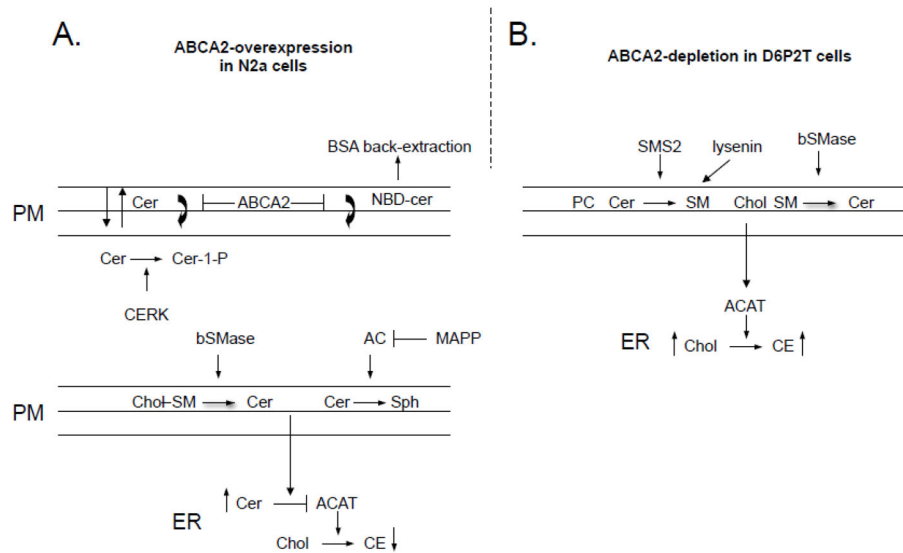 A.
ABCA2-overexpression
in N2a cells
BSA back-extraction
PM
Cer
ABCA2
NBD-cer
Cer
Cer-1-P
CERK
bSMase
AC
MAPP
PM
Chol-SM
Cer
Cer
Sph
ER
Cer
ACAT
Chol
CE
B.
ABCA2-depletion in D6P2T cells
SMS2
lysenin
bSMase
PC
Cer
SM
Chol
SM
Cer
ACAT
ER
Chol
CE